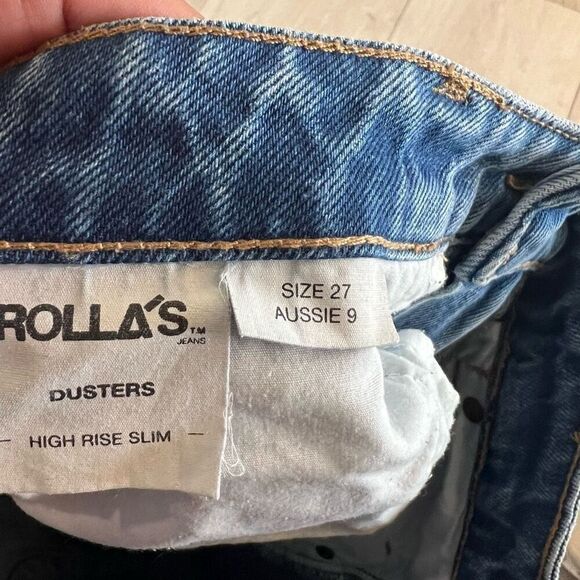 ROLLA'S TM
JEANS
DUSTERS
HIGH RISE SLIM
SIZE 27
AUSSIE 9